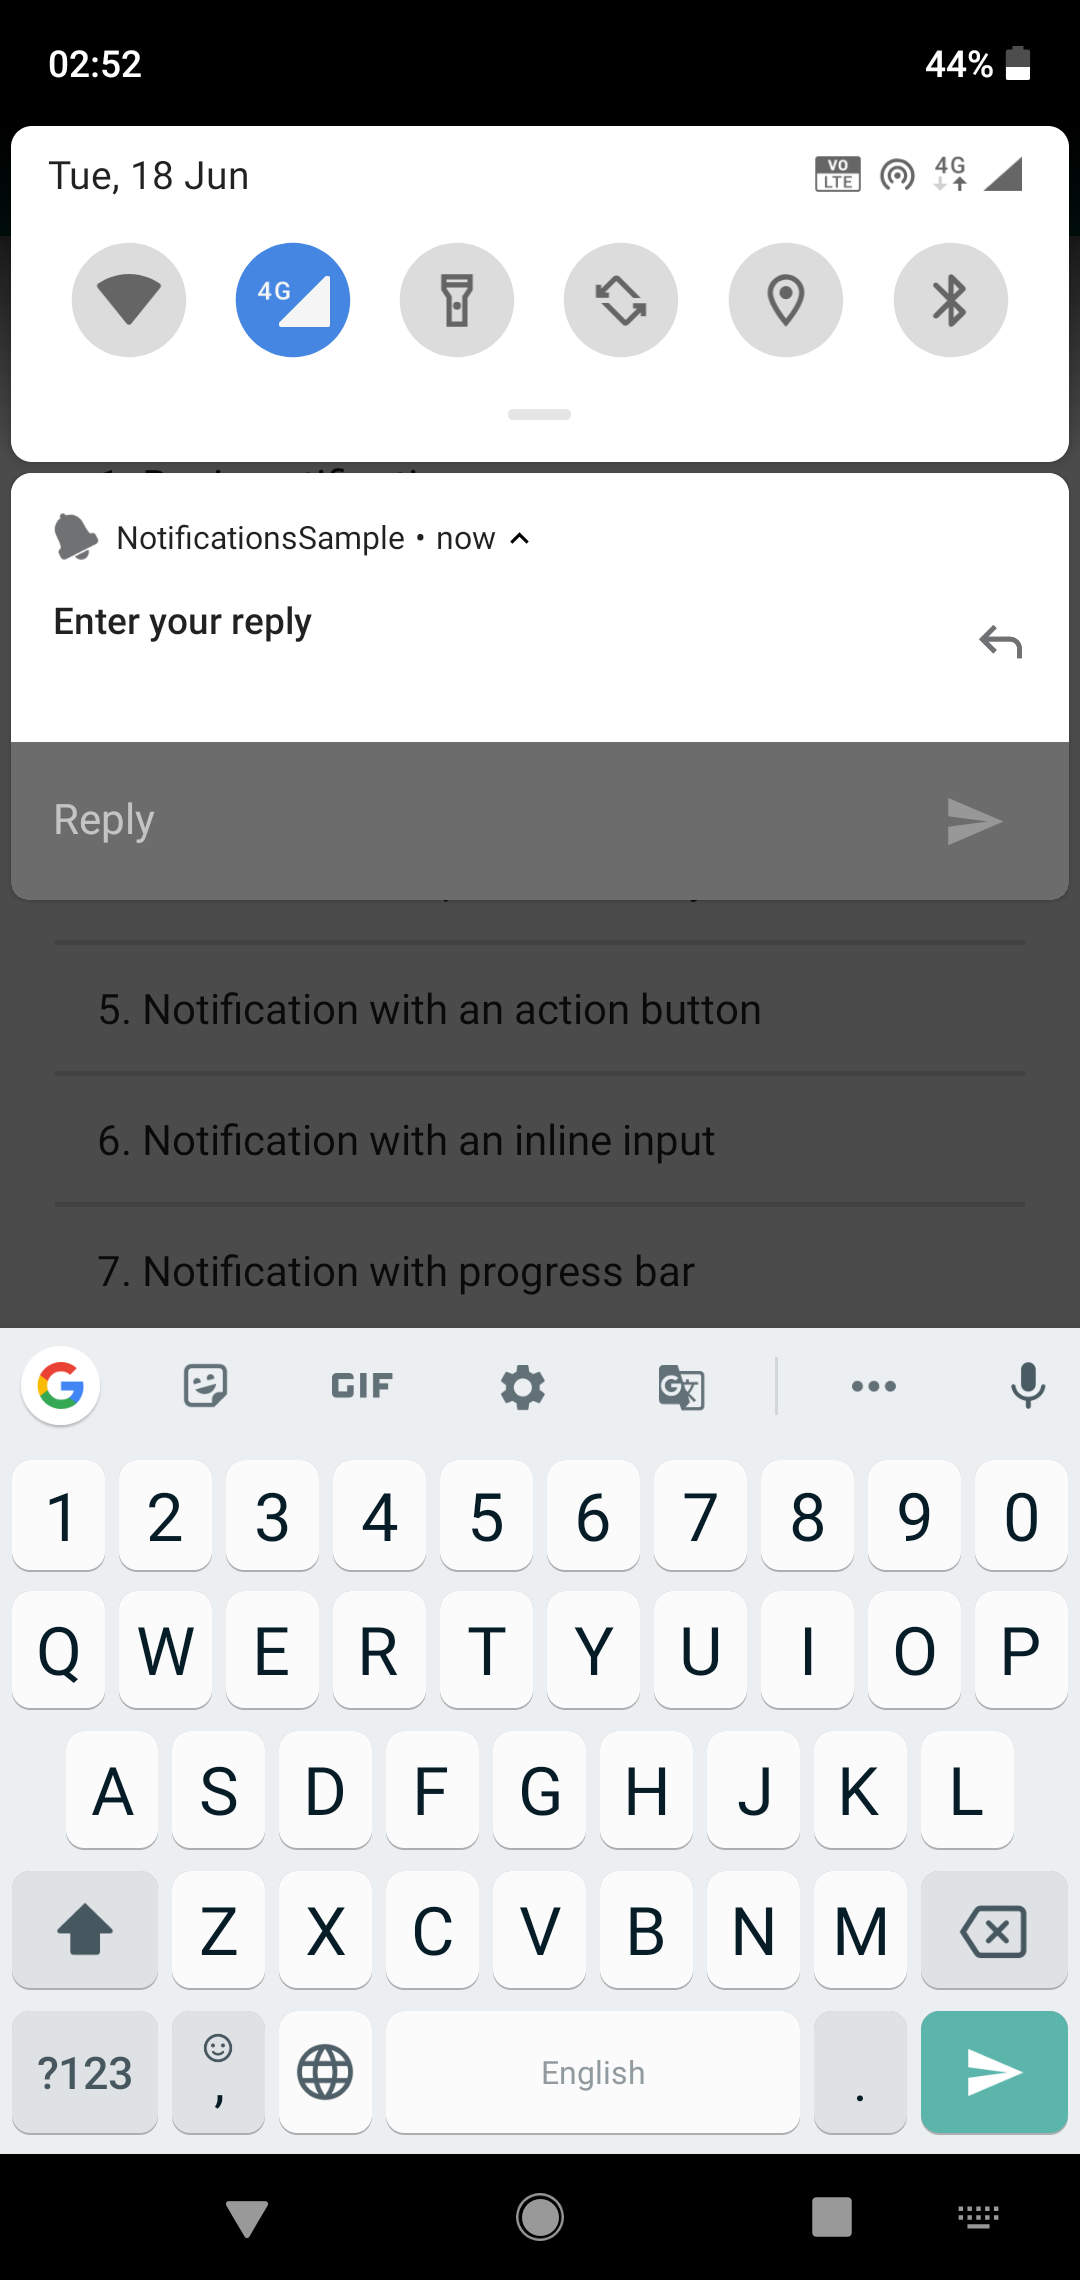 02:52
44%
Tue, 18 Jun
VO LTE
4G
4G
NotificationsSample • now
Enter your reply
Reply
5. Notification with an action button
6. Notification with an inline input
7. Notification with progress bar
G GIF G 文
1 2 3 4 5 6 7 8 9 0
Q W E R T Y U I O P
A S D F G H J K L
Z X C V B N M
?123 , English .